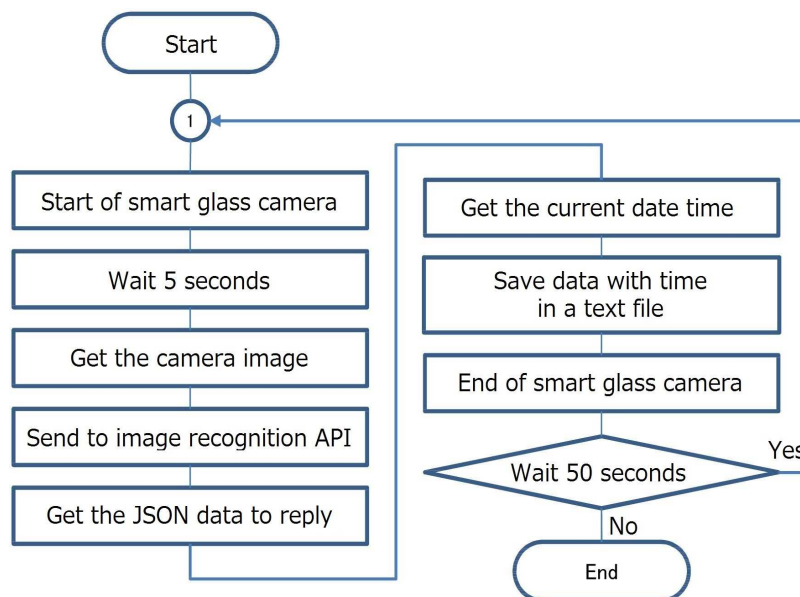 Start
1
Start of smart glass camera
Wait 5 seconds
Get the camera image
Send to image recognition API
Get the JSON data to reply
Get the current date time
Save data with time
in a text file
End of smart glass camera
Wait 50 seconds
Yes
No
End